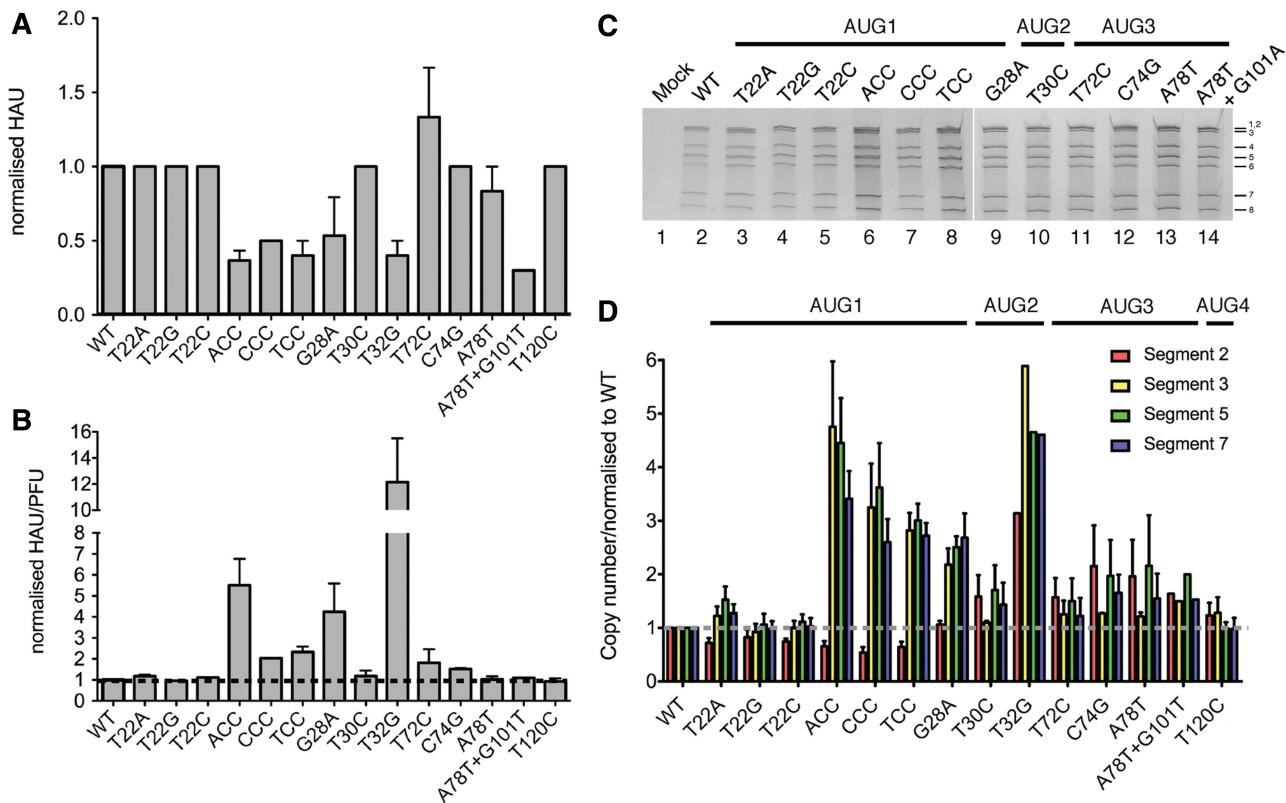 A
normalised HAU
2.0
1.5
1.0
0.5
0.0
WT T22A T22G T22C ACC CCC TCC G28A T30C T32G T72C C74G A78T A78T+G101T T120C
B
normalised HAU/PFU
16
14
12
10
8
7
6
5
4
3
2
1
0
WT T22A T22G T22C ACC CCC TCC G28A T30C T32G T72C C74G A78T A78T+G101T T120C
C
AUG1 AUG2 AUG3
Mock WT T22A T22G T22C ACC CCC TCC G28A T30C T72C C74G A78T A78T + G101A
1,2
3
4
5
6
7
8
1 2 3 4 5 6 7 8 9 10 11 12 13 14
D
AUG1 AUG2 AUG3 AUG4
Copy number/normalised to WT
6
5
4
3
2
1
0
Segment 2
Segment 3
Segment 5
Segment 7
WT T22A T22G T22C ACC CCC TCC G28A T30C T32G T72C C74G A78T A78T+G101T T120C